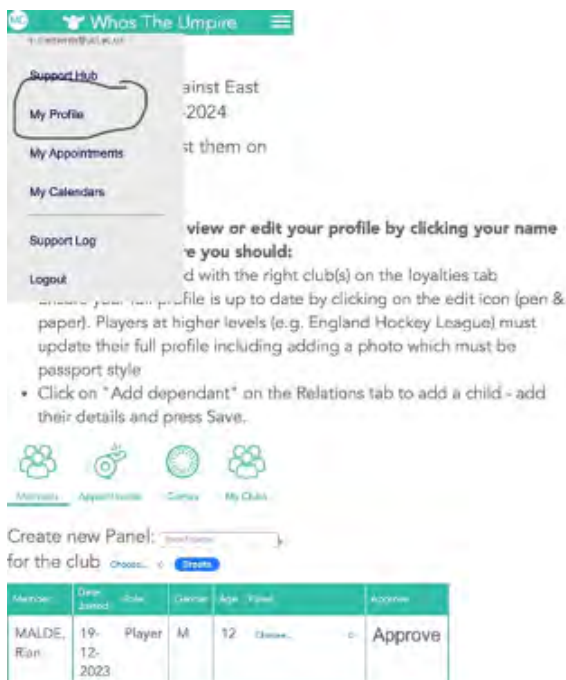 MG Whos The Umpire
Support Hub
My Profile
My Appointments
My Calendars
Support Log
Logout
ainst East
-2024
st them on
view or edit your profile by clicking your name
e you should:
d with the right club(s) on the loyalties tab
ensure your full profile is up to date by clicking on the edit icon (pen &
paper). Players at higher levels (e.g. England Hockey League) must
update their full profile including adding a photo which must be
passport style
• Click on "Add dependant" on the Relations tab to add a child - add
their details and press Save.
Members Appointments Games My Clubs
Create new Panel:
for the club Choose... Create
Member Date Joined Role Gender Age Panel Approve
MALDE, 19- Player M 12 Choose... Approve
Rian 12-
2023